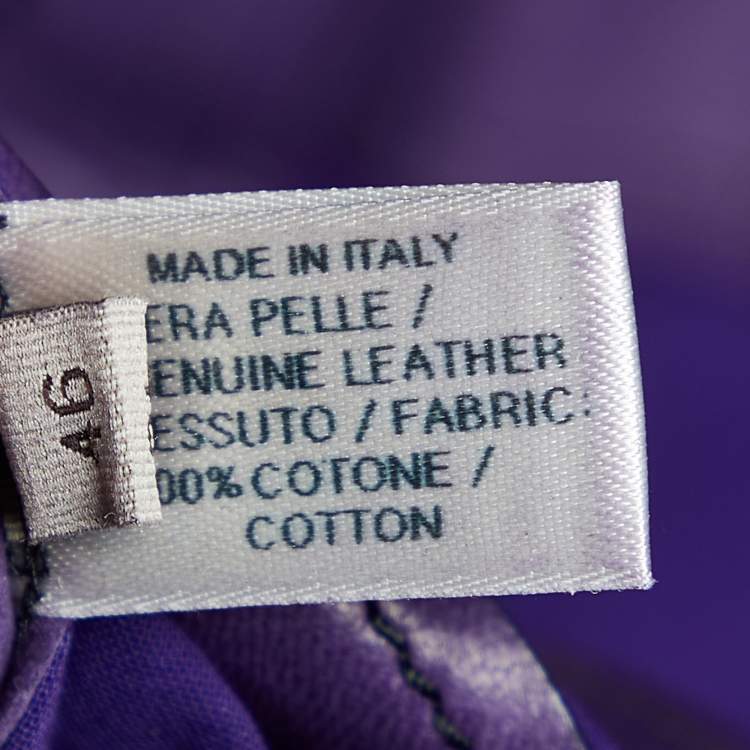 MADE IN ITALY
ERA PELLE /
ENUINE LEATHER
ESSUTO / FABRIC:
00% COTONE /
COTTON
46